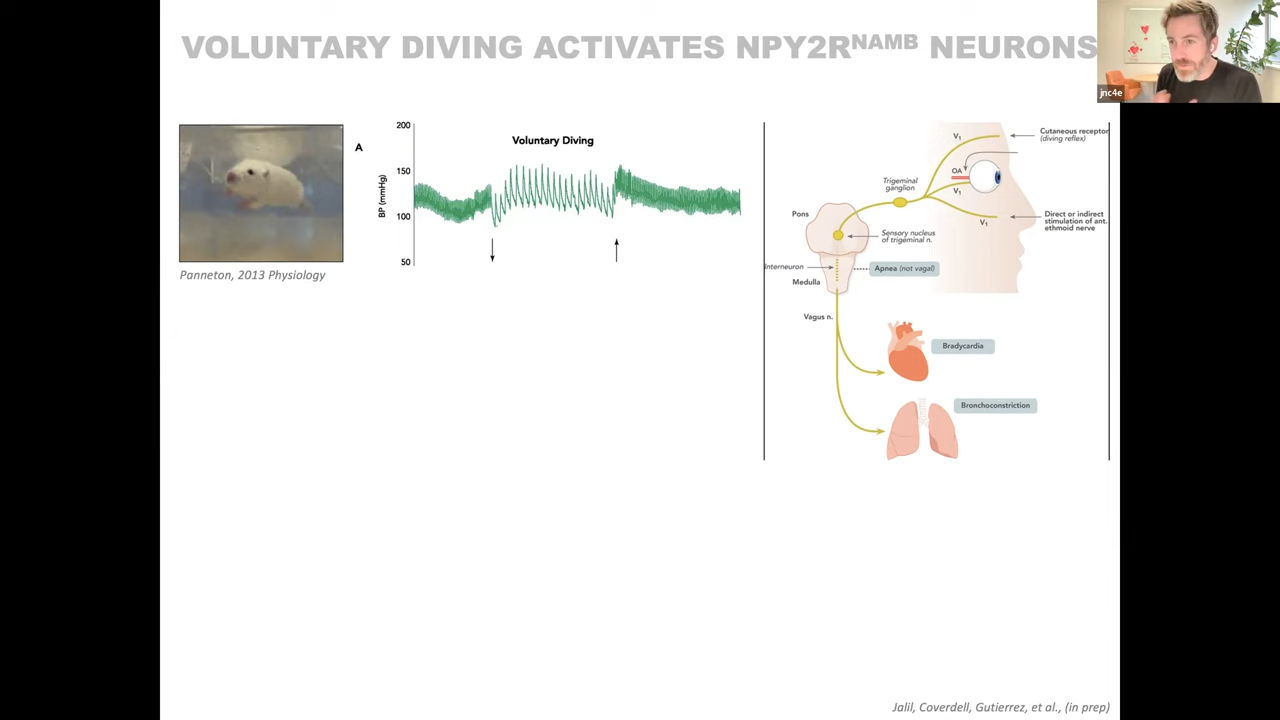 VOLUNTARY DIVING ACTIVATES NPY2Rᴺᴬᴹᴮ NEURONS
jnc4e
A
Voluntary Diving
200
150
100
50
BP (mmHg)
Panneton, 2013 Physiology
V₁
Cutaneous receptor
(diving reflex)
OA
V₁
Trigeminal
ganglion
V₁
Direct or indirect
stimulation of ant.
ethmoid nerve
Pons
Sensory nucleus
of trigeminal n.
Interneuron
Apnea (not vagal)
Medulla
Vagus n.
Bradycardia
Bronchoconstriction
Jalil, Coverdell, Gutierrez, et al., (in prep)